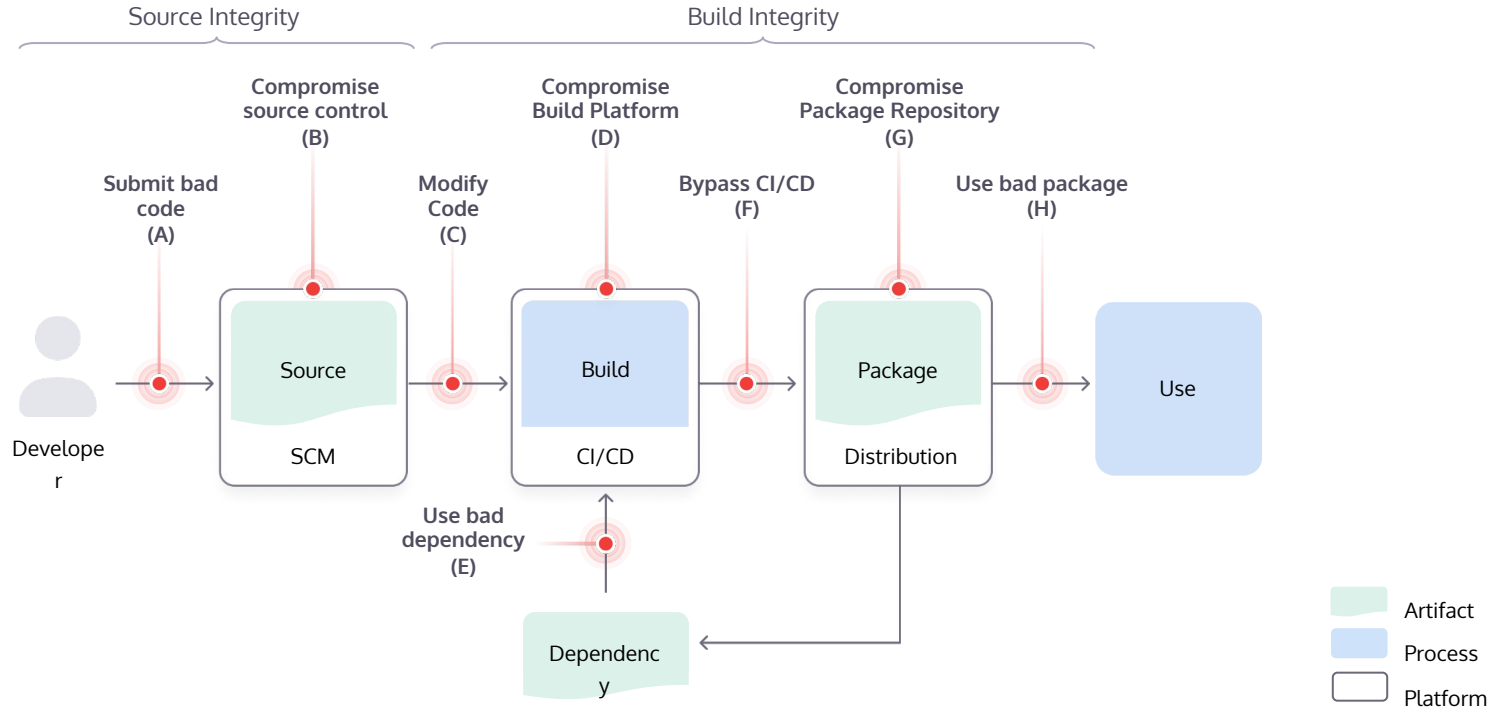 Source Integrity
Build Integrity
Compromise
source control
(B)
Compromise
Build Platform
(D)
Compromise
Package Repository
(G)
Submit bad
code
(A)
Modify
Code
(C)
Bypass CI/CD
(F)
Use bad package
(H)
Source
Build
Package
Use
Develope
r
SCM
CI/CD
Distribution
Use bad
dependency
(E)
Dependenc
y
Artifact
Process
Platform